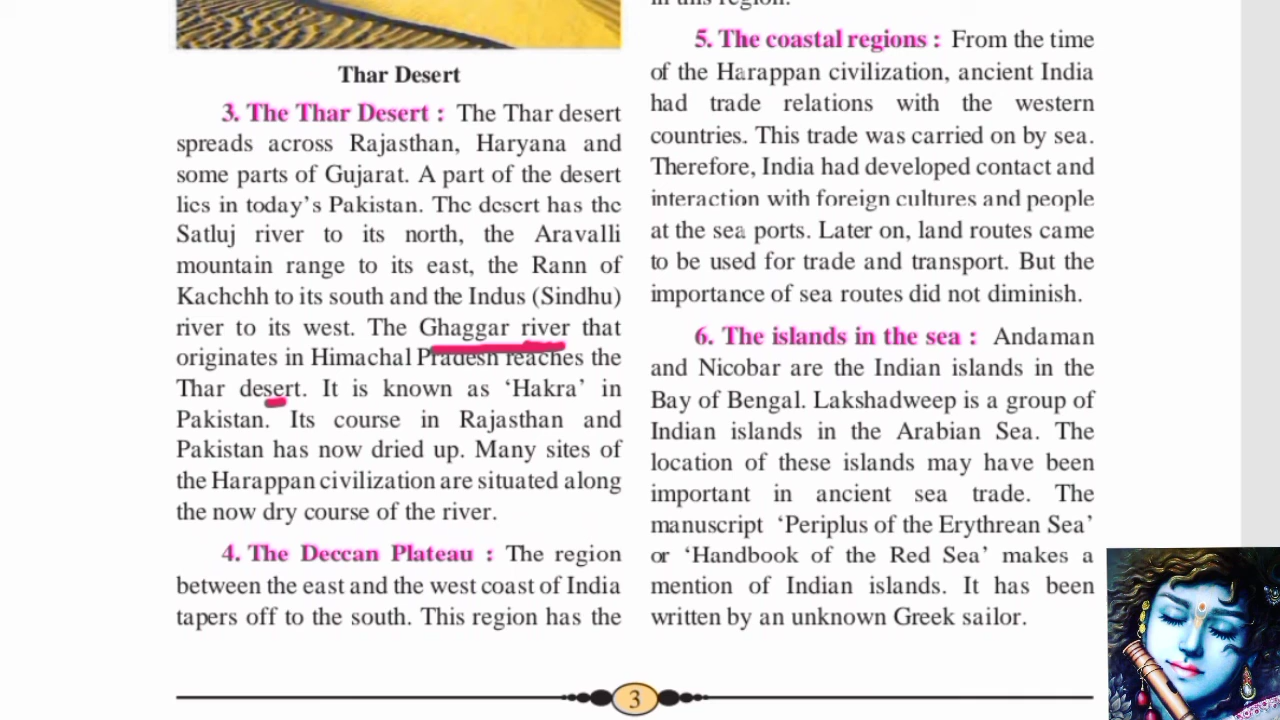 Thar Desert
3. The Thar Desert : The Thar desert
spreads across Rajasthan, Haryana and
some parts of Gujarat. A part of the desert
lies in today’s Pakistan. The desert has the
Satluj river to its north, the Aravalli
mountain range to its east, the Rann of
Kachchh to its south and the Indus (Sindhu)
river to its west. The Ghaggar river that
originates in Himachal Pradesh reaches the
Thar desert. It is known as ‘Hakra’ in
Pakistan. Its course in Rajasthan and
Pakistan has now dried up. Many sites of
the Harappan civilization are situated along
the now dry course of the river.
4. The Deccan Plateau : The region
between the east and the west coast of India
tapers off to the south. This region has the
in this region.
5. The coastal regions : From the time
of the Harappan civilization, ancient India
had trade relations with the western
countries. This trade was carried on by sea.
Therefore, India had developed contact and
interaction with foreign cultures and people
at the sea ports. Later on, land routes came
to be used for trade and transport. But the
importance of sea routes did not diminish.
6. The islands in the sea : Andaman
and Nicobar are the Indian islands in the
Bay of Bengal. Lakshadweep is a group of
Indian islands in the Arabian Sea. The
location of these islands may have been
important in ancient sea trade. The
manuscript ‘Periplus of the Erythrean Sea’
or ‘Handbook of the Red Sea’ makes a
mention of Indian islands. It has been
written by an unknown Greek sailor.
3